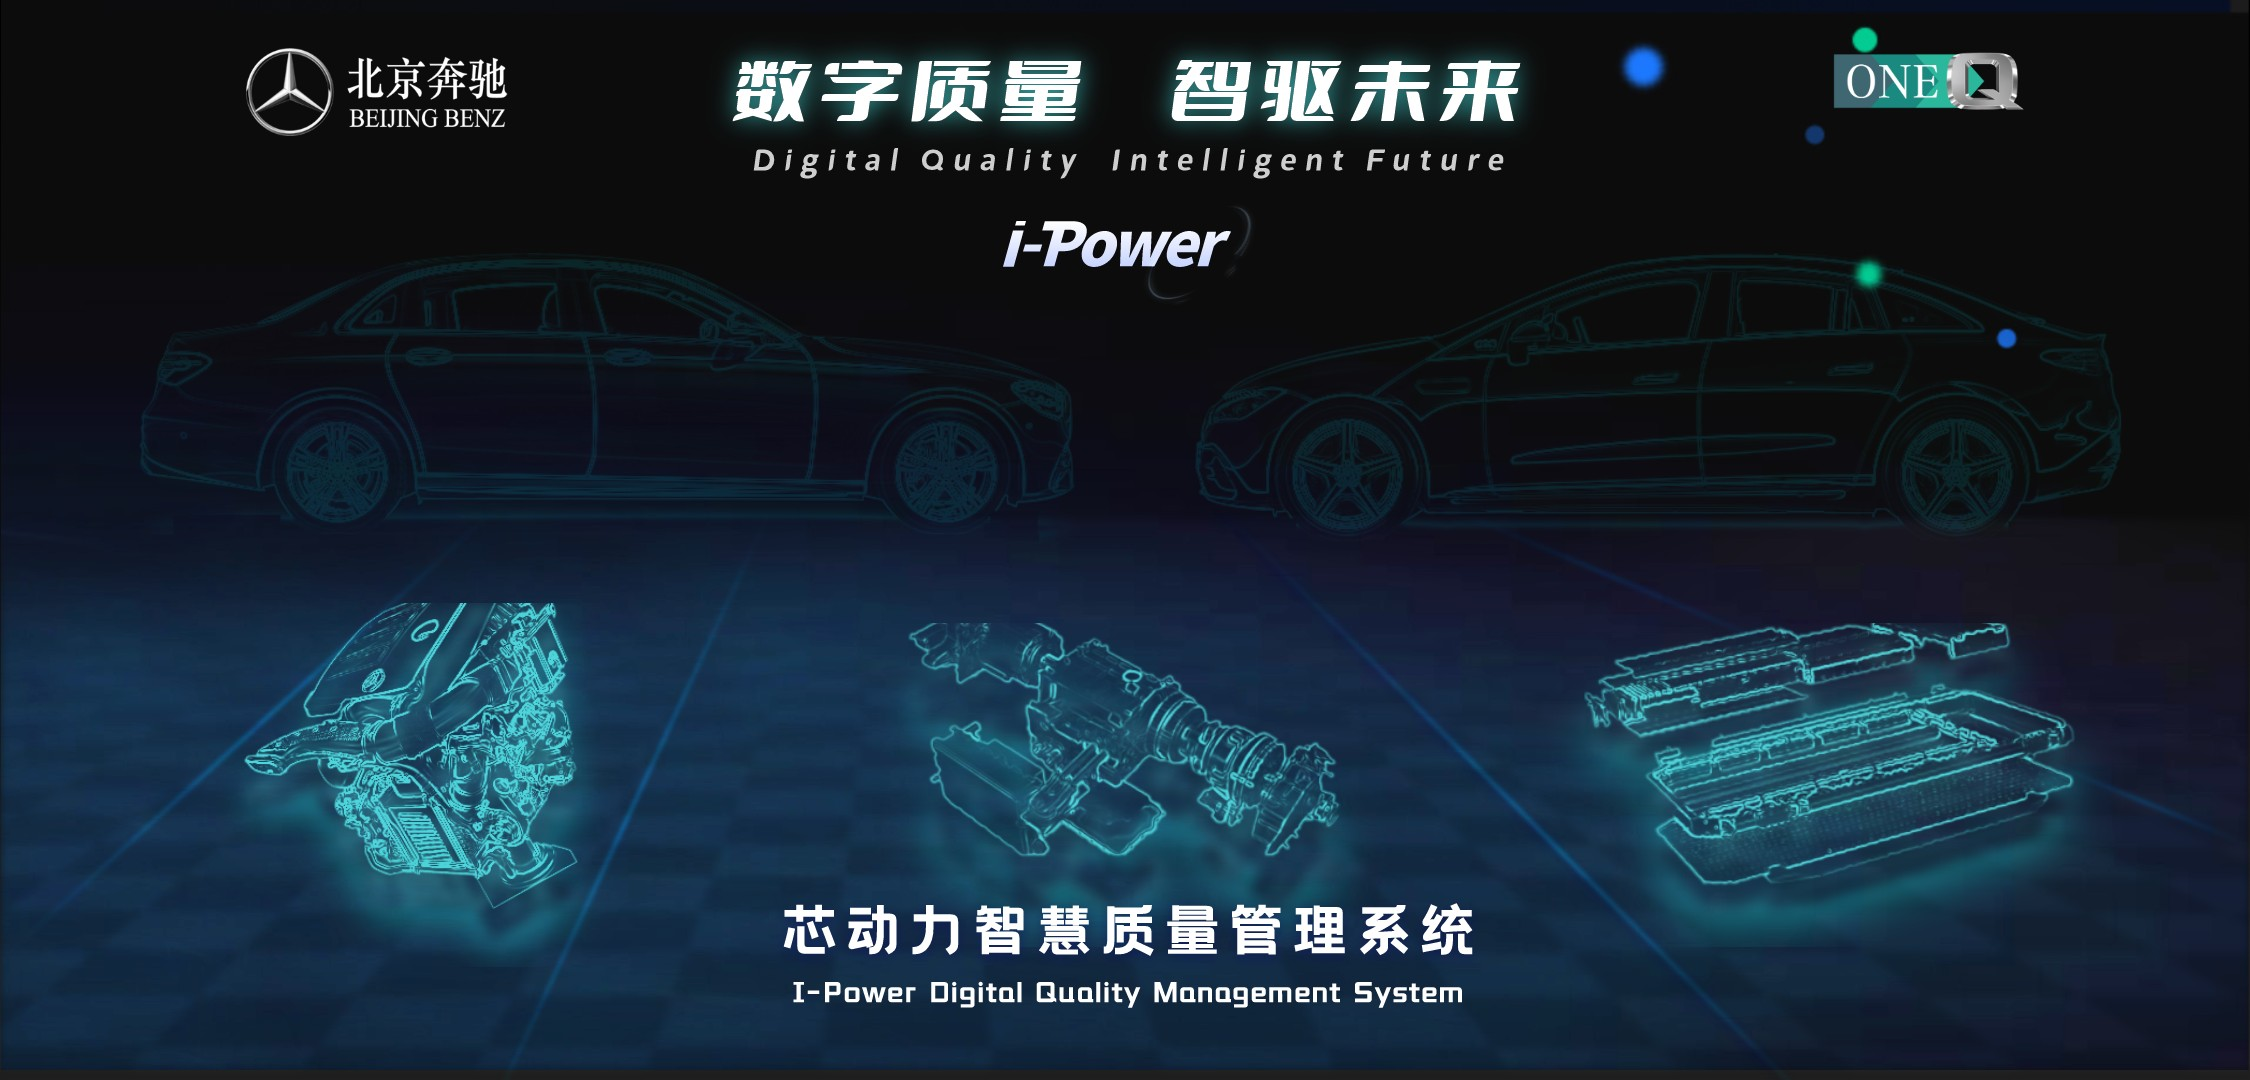 北京奔驰
BEIJING BENZ
数字质量 智驱未来
Digital Quality Intelligent Future
ONE Q
i-Power
芯动力智慧质量管理系统
I-Power Digital Quality Management System